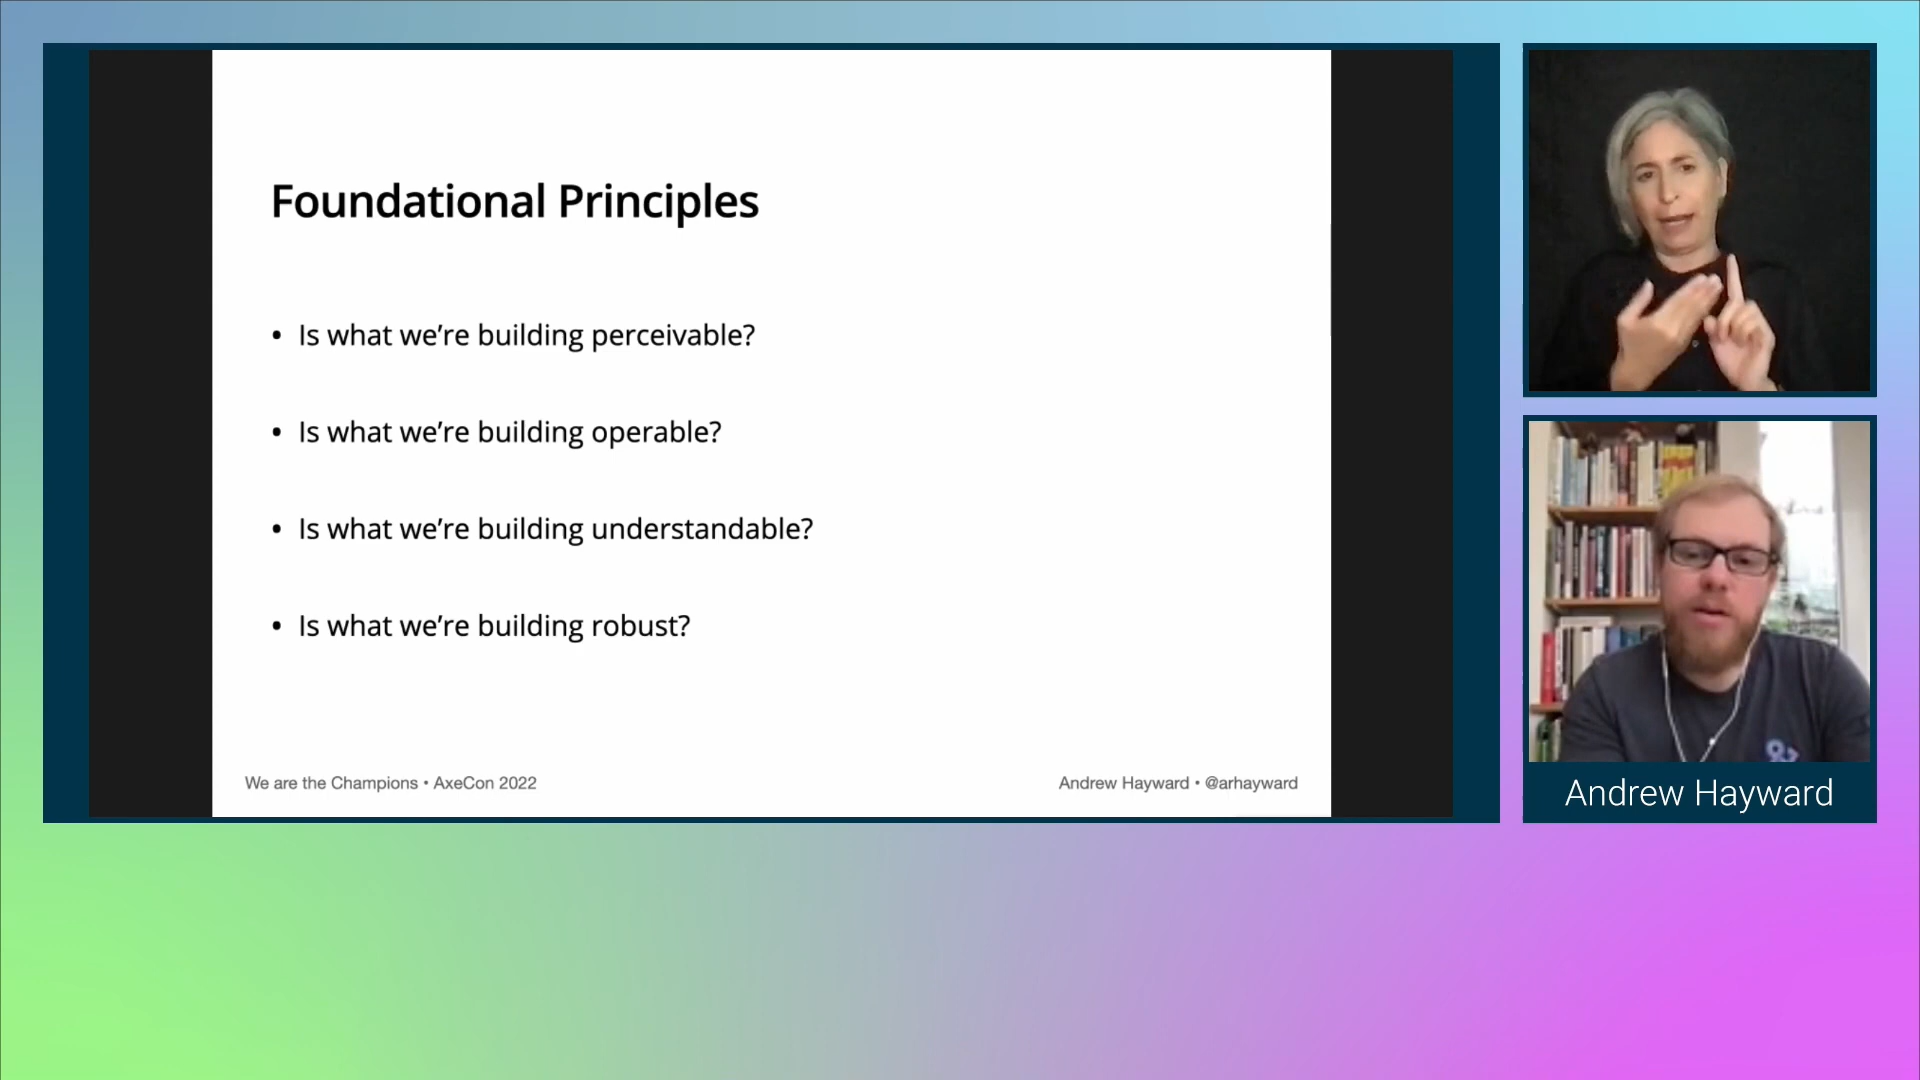 Foundational Principles
• Is what we’re building perceivable?
• Is what we’re building operable?
• Is what we’re building understandable?
• Is what we’re building robust?
We are the Champions • AxeCon 2022
Andrew Hayward • @arhayward
Andrew Hayward